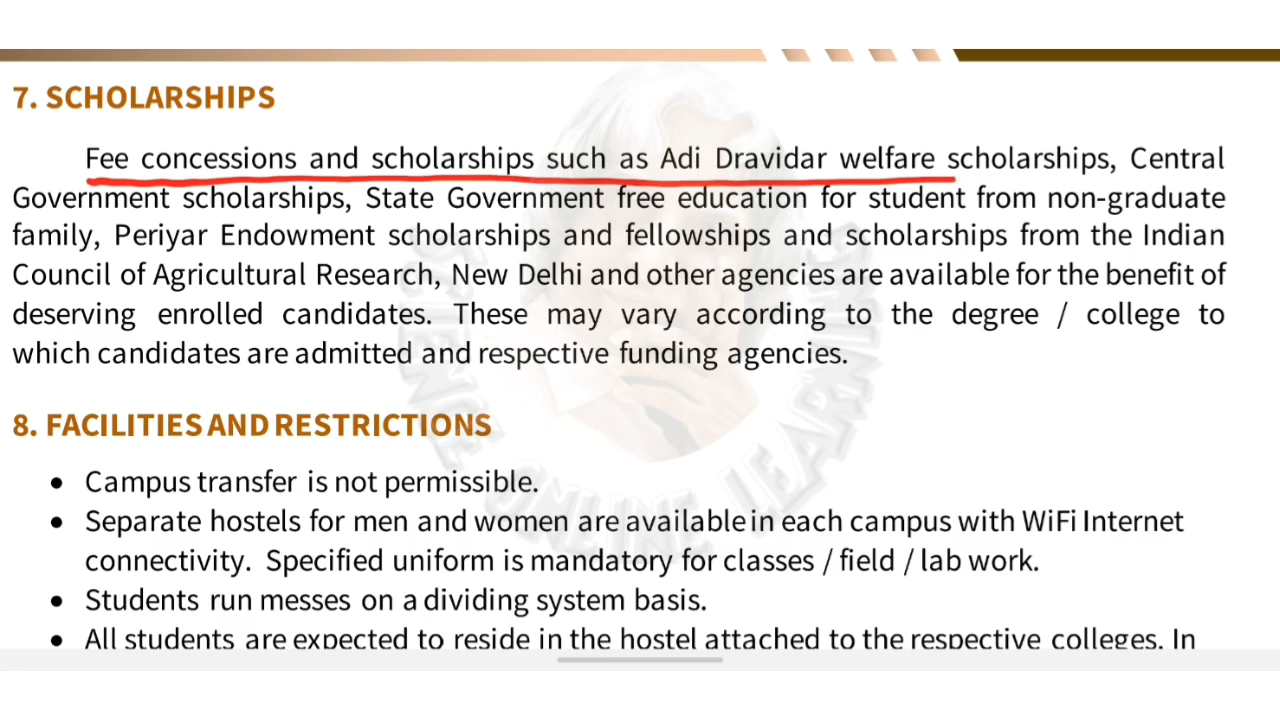 7. SCHOLARSHIPS
Fee concessions and scholarships such as Adi Dravidar welfare scholarships, Central
Government scholarships, State Government free education for student from non-graduate
family, Periyar Endowment scholarships and fellowships and scholarships from the Indian
Council of Agricultural Research, New Delhi and other agencies are available for the benefit of
deserving enrolled candidates. These may vary according to the degree / college to
which candidates are admitted and respective funding agencies.
8. FACILITIES AND RESTRICTIONS
• Campus transfer is not permissible.
• Separate hostels for men and women are available in each campus with WiFi Internet
connectivity. Specified uniform is mandatory for classes / field / lab work.
• Students run messes on a dividing system basis.
• All students are expected to reside in the hostel attached to the respective colleges. In
SCIENCE ONLINE LEARNING